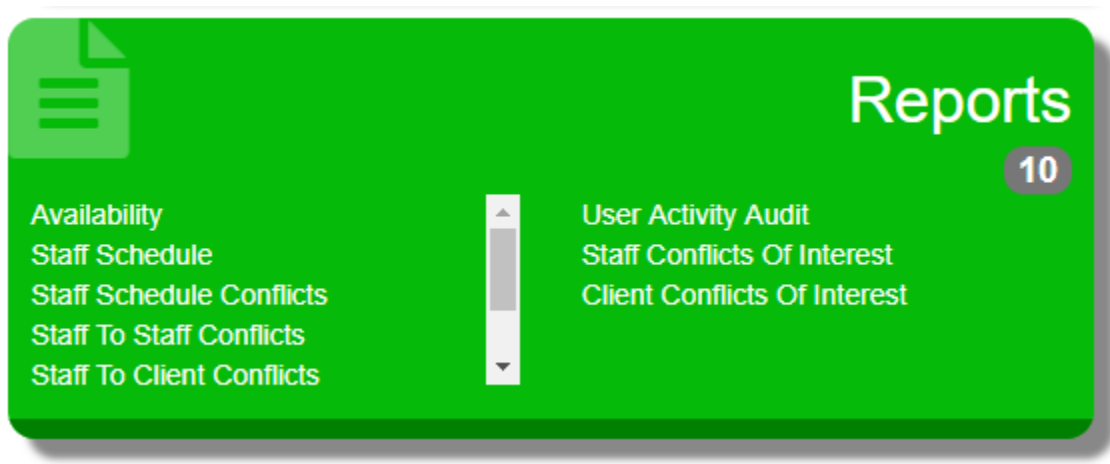 Reports
10
Availability
Staff Schedule
Staff Schedule Conflicts
Staff To Staff Conflicts
Staff To Client Conflicts
User Activity Audit
Staff Conflicts Of Interest
Client Conflicts Of Interest